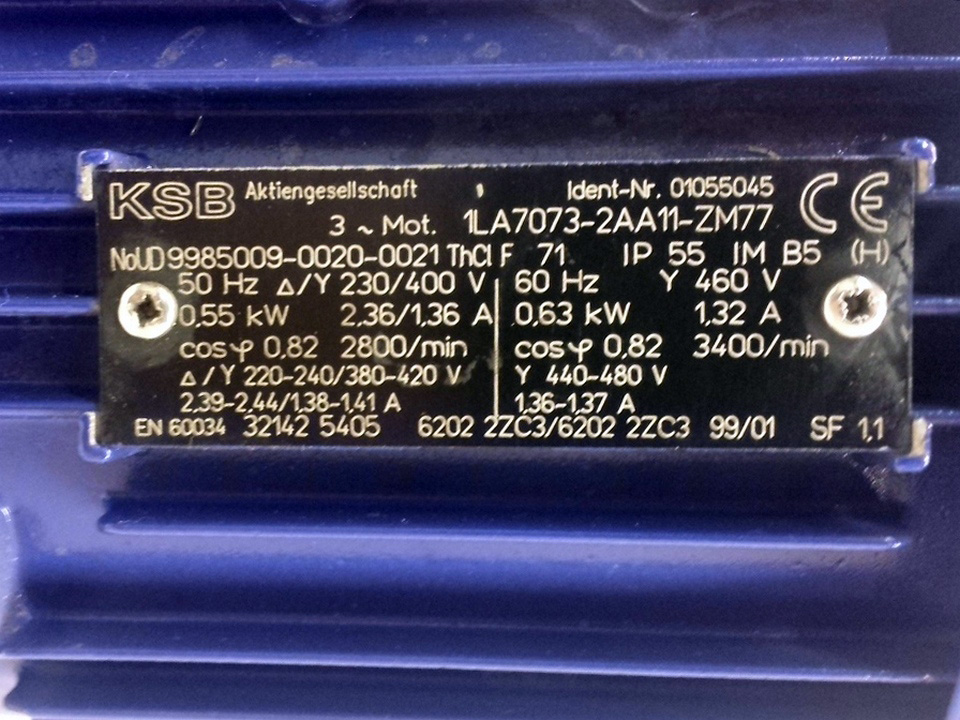 KSB Aktiengesellschaft Ident-Nr. 01055045 CE
3 ~ Mot. 1LA7073-2AA11-ZM77
No UD 9985009-0020-0021 ThCl F 71 IP 55 IM B5 (H)
50 Hz Δ/Y 230/400 V 60 Hz Y 460 V
0,55 kW 2,36/1,36 A 0,63 kW 1,32 A
cosφ 0,82 2800/min cosφ 0,82 3400/min
Δ/Y 220-240/380-420 V Y 440-480 V
2,39-2,44/1,38-1,41 A 1,36-1,37 A
EN 60034 32142 5405 6202 2ZC3/6202 2ZC3 99/01 SF 1,1